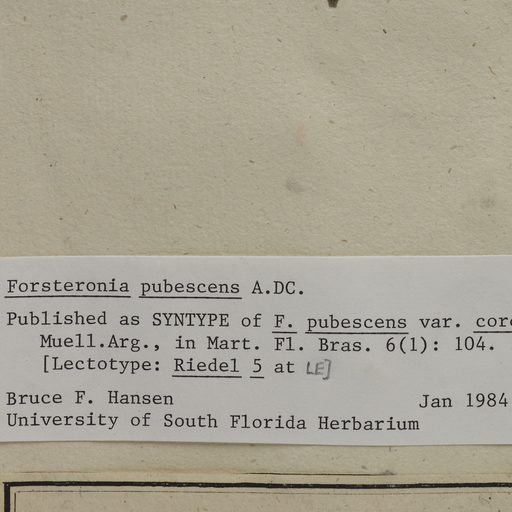 Forsteronia pubescens A.DC.
Published as SYNTYPE of F. pubescens var.
Muell.Arg., in Mart. Fl. Bras. 6(1): 104.
[Lectotype: Riedel 5 at LE]
Bruce F. Hansen Jan 1984
University of South Florida Herbarium